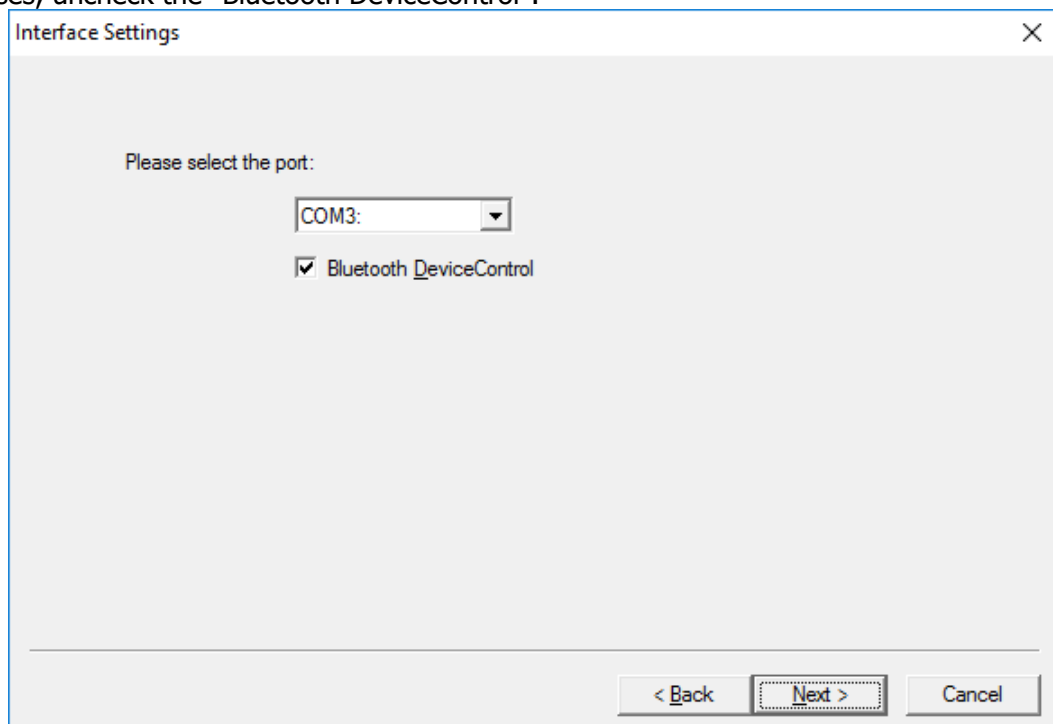 uncheck the "Bluetooth DeviceControl".
Interface Settings
Please select the port:
COM3:
Bluetooth DeviceControl
< Back Next > Cancel